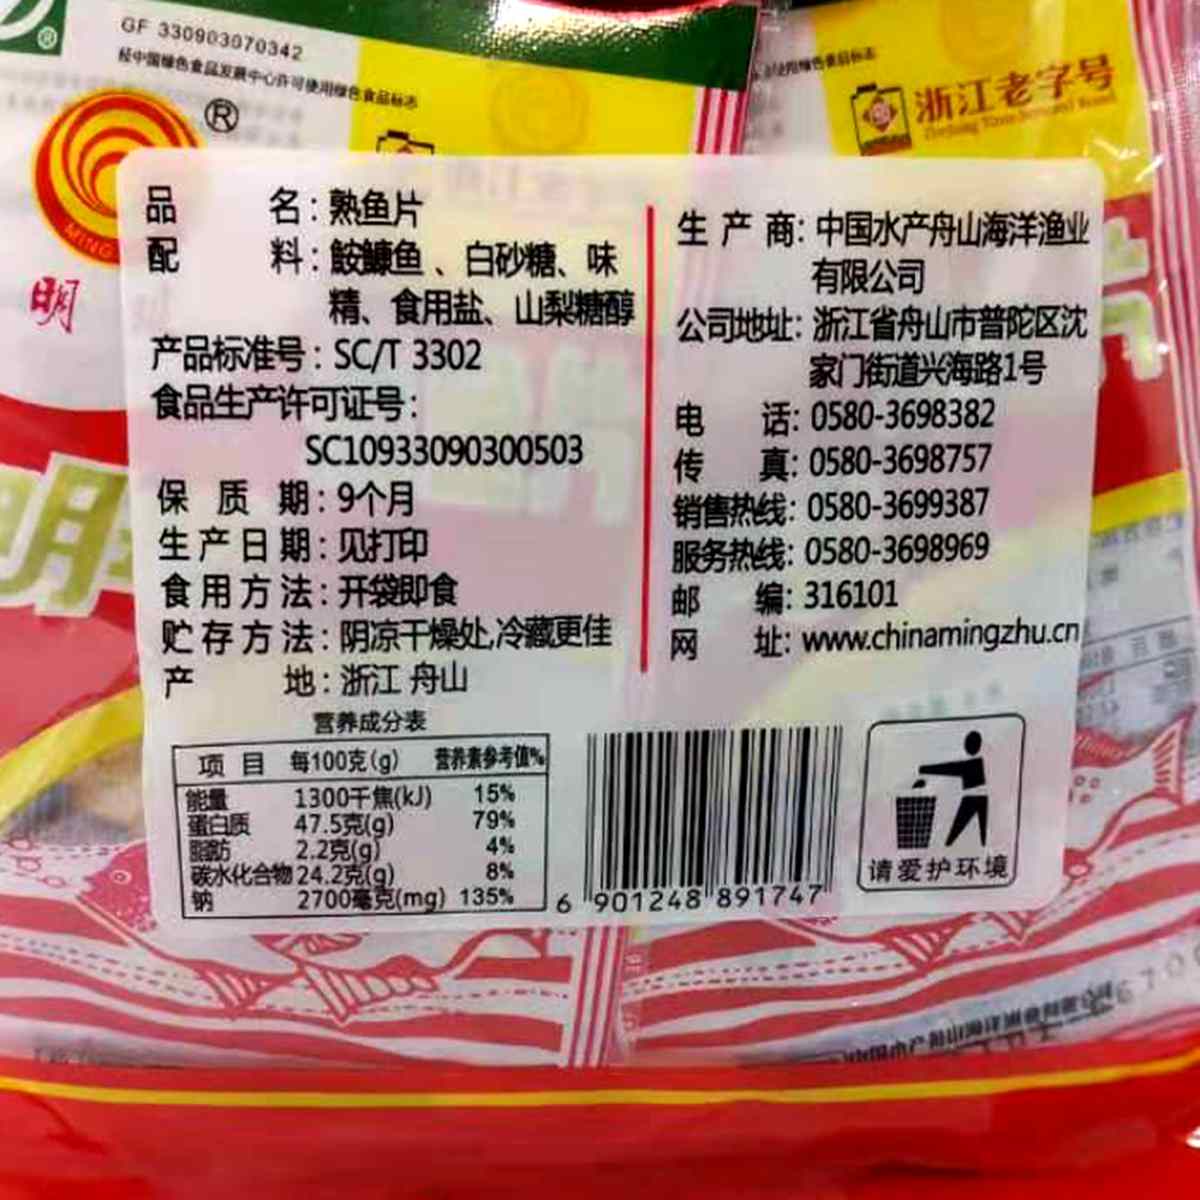 GF 330903070342
经中国绿色食品发展中心许可使用绿色食品标志
®
®
浙江老字号
Zhejiang Time-honored Brand
MING
明
品 名: 熟鱼片
配 料: 鮟鱇鱼、白砂糖、味
精、食用盐、山梨糖醇
产品标准号: SC/T 3302
食品生产许可证号:
SC10933090300503
保 质 期: 9个月
生产日期: 见打印
食用方法: 开袋即食
贮存方法: 阴凉干燥处,冷藏更佳
产 地: 浙江 舟山
生 产 商: 中国水产舟山海洋渔业
有限公司
公司地址: 浙江省舟山市普陀区沈
家门街道兴海路1号
电 话: 0580-3698382
传 真: 0580-3698757
销售热线: 0580-3699387
服务热线: 0580-3698969
邮 编: 316101
网 址: www.chinamingzhu.cn
营养成分表
项 目 每100克(g) 营养素参考值%
能量 1300千焦(kJ) 15%
蛋白质 47.5克(g) 79%
脂肪 2.2克(g) 4%
碳水化合物 24.2克(g) 8%
钠 2700毫克(mg) 135%
6 901248 891747
请爱护环境